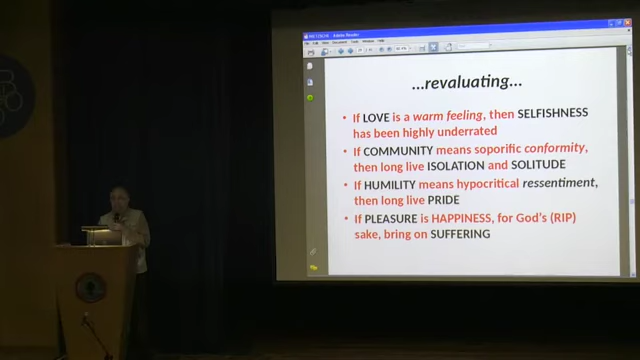 ...revaluating...
• If LOVE is a warm feeling, then SELFISHNESS
has been highly underrated
• If COMMUNITY means soporific conformity,
then long live ISOLATION and SOLITUDE
• If HUMILITY means hypocritical ressentiment,
then long live PRIDE
• If PLEASURE is HAPPINESS, for God's (RIP)
sake, bring on SUFFERING